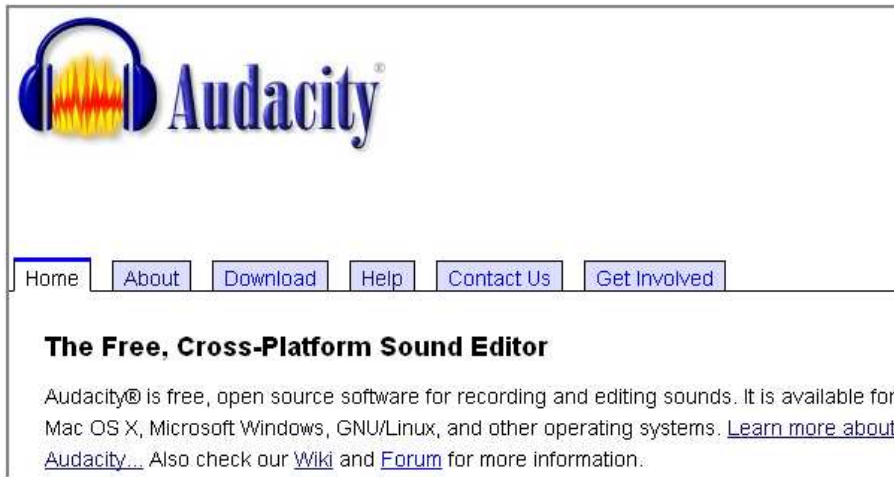 Audacity®
Home About Download Help Contact Us Get Involved
The Free, Cross-Platform Sound Editor
Audacity® is free, open source software for recording and editing sounds. It is available for
Mac OS X, Microsoft Windows, GNU/Linux, and other operating systems. Learn more about
Audacity... Also check our Wiki and Forum for more information.